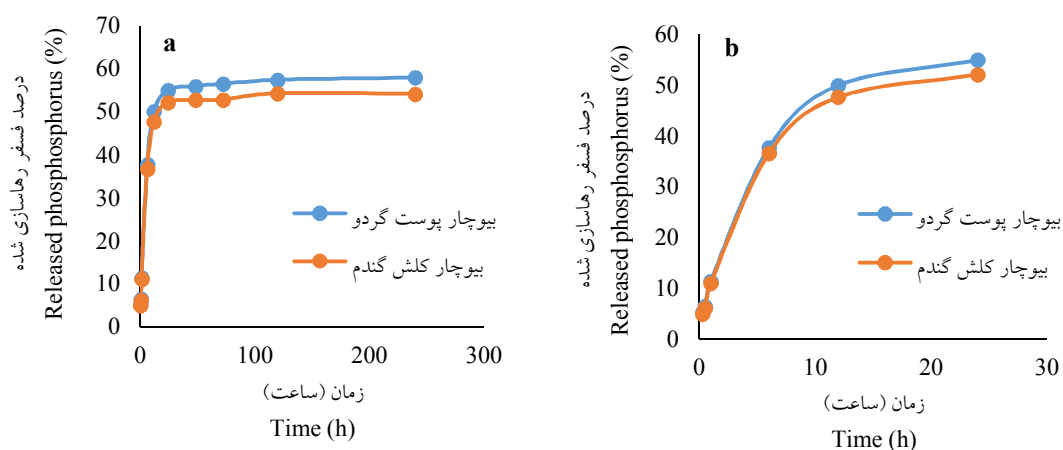 a
70
60
50
40
30
20
10
0
درصد فسفر رهاسازی شده
Released phosphorus (%)
بیوچار پوست گردو
بیوچار کلش گندم
0
100
200
300
زمان (ساعت)
Time (h)
b
60
50
40
30
20
10
0
درصد فسفر رهاسازی شده
Released phosphorus (%)
بیوچار پوست گردو
بیوچار کلش گندم
0
10
20
30
زمان (ساعت)
Time (h)